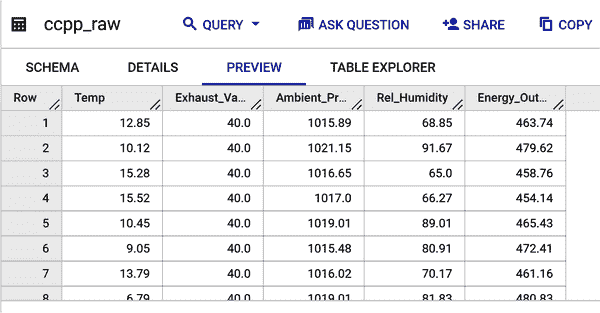 ccpp_raw QUERY ASK QUESTION SHARE COPY
SCHEMA DETAILS PREVIEW TABLE EXPLORER
Row Temp Exhaust_Va... Ambient_Pr... Rel_Humidity Energy_Out...
1 12.85 40.0 1015.89 68.85 463.74
2 10.12 40.0 1021.15 91.67 479.62
3 15.28 40.0 1016.65 65.0 458.76
4 15.52 40.0 1017.0 66.27 454.14
5 10.45 40.0 1019.01 89.01 465.43
6 9.05 40.0 1015.48 80.91 472.41
7 13.79 40.0 1016.02 70.17 461.16
8 6.79 40.0 1019.01 81.83 480.83